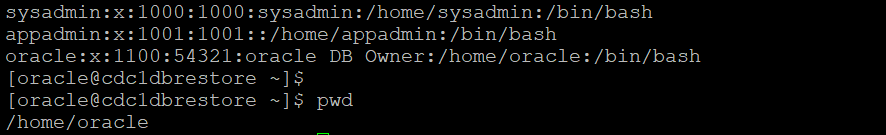 sysadmin:x:1000:1000:sysadmin:/home/sysadmin:/bin/bash
appadmin:x:1001:1001::/home/appadmin:/bin/bash
oracle:x:1100:54321:oracle DB Owner:/home/oracle:/bin/bash
[oracle@cdc1dbrestore ~]$
[oracle@cdc1dbrestore ~]$ pwd
/home/oracle